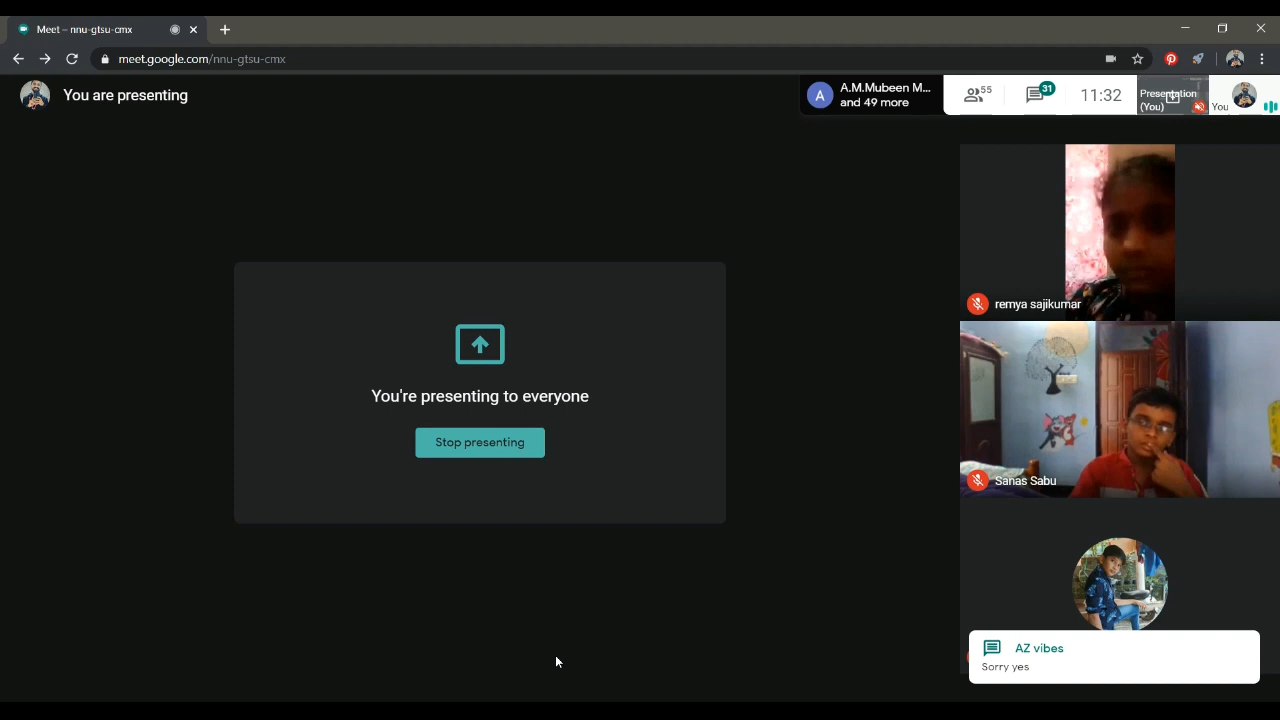 Meet – nnu-gtsu-cmx
meet.google.com/nnu-gtsu-cmx
You are presenting
A
A.M.Mubeen M...
and 49 more
55
31
11:32
Presentation
(You)
You
remya sajikumar
You're presenting to everyone
Stop presenting
Sanas Sabu
AZ vibes
Sorry yes